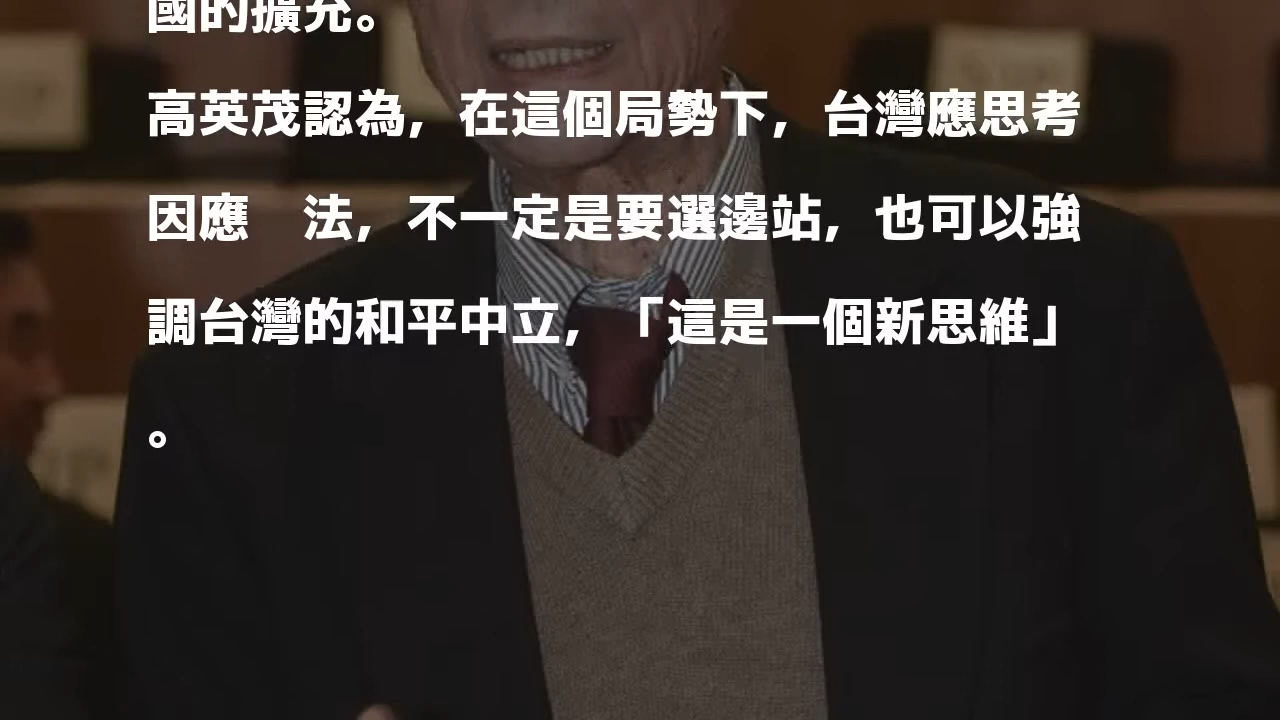 國的擴充。
高英茂認為，在這個局勢下，台灣應思考
因應　法，不一定是要選邊站，也可以強
調台灣的和平中立，「這是一個新思維」
。